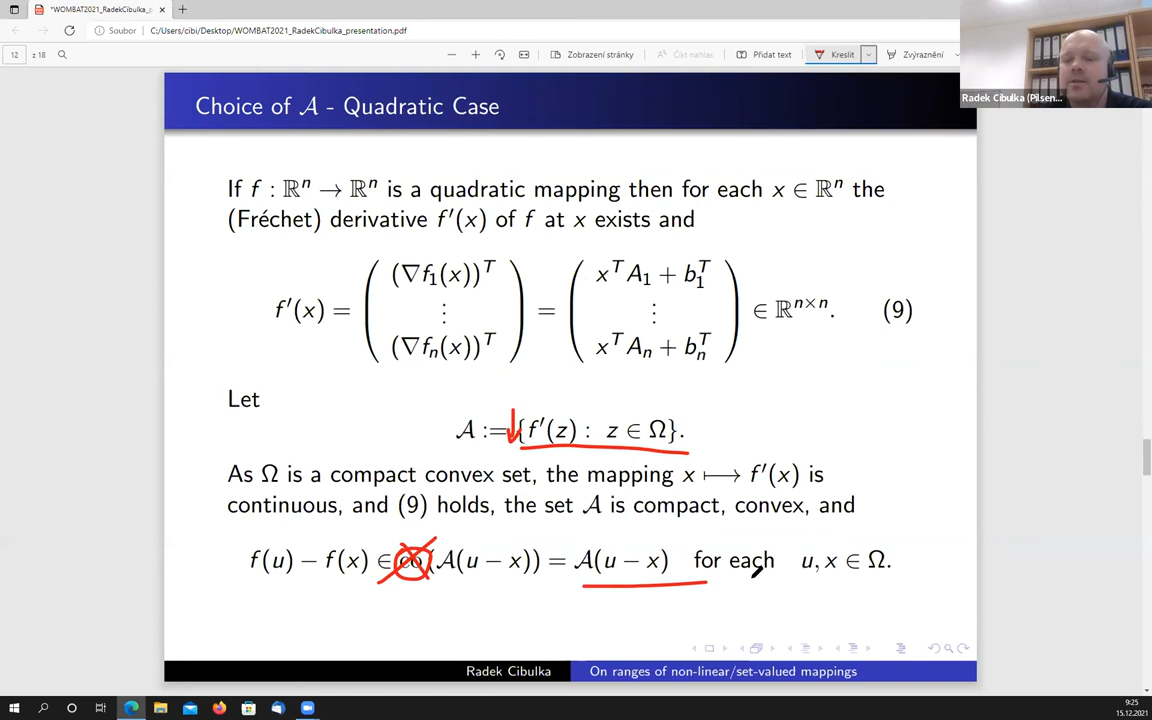 *WOMBAT2021_RadekCibulka_p
Soubor C:/Users/cibi/Desktop/WOMBAT2021_RadekCibulka_presentation.pdf
12 z 18 Zobrazení stránky Číst nahlas Přidat text Kreslit Zvýraznění
Radek Cibulka (Pilsen...
Choice of 𝒜 - Quadratic Case
If f : ℝⁿ → ℝⁿ is a quadratic mapping then for each x ∈ ℝⁿ the
(Fréchet) derivative f′(x) of f at x exists and
f′(x) = ( (∇f₁(x))ᵀ ⋮ (∇fₙ(x))ᵀ ) = ( xᵀA₁ + b₁ᵀ ⋮ xᵀAₙ + bₙᵀ ) ∈ ℝⁿˣⁿ. (9)
Let
𝒜 := {f′(z) : z ∈ Ω}.
As Ω is a compact convex set, the mapping x ⟼ f′(x) is
continuous, and (9) holds, the set 𝒜 is compact, convex, and
f(u) − f(x) ∈ co(𝒜(u − x)) = 𝒜(u − x) for each u, x ∈ Ω.
Radek Cibulka On ranges of non-linear/set-valued mappings
9:25
15.12.2021